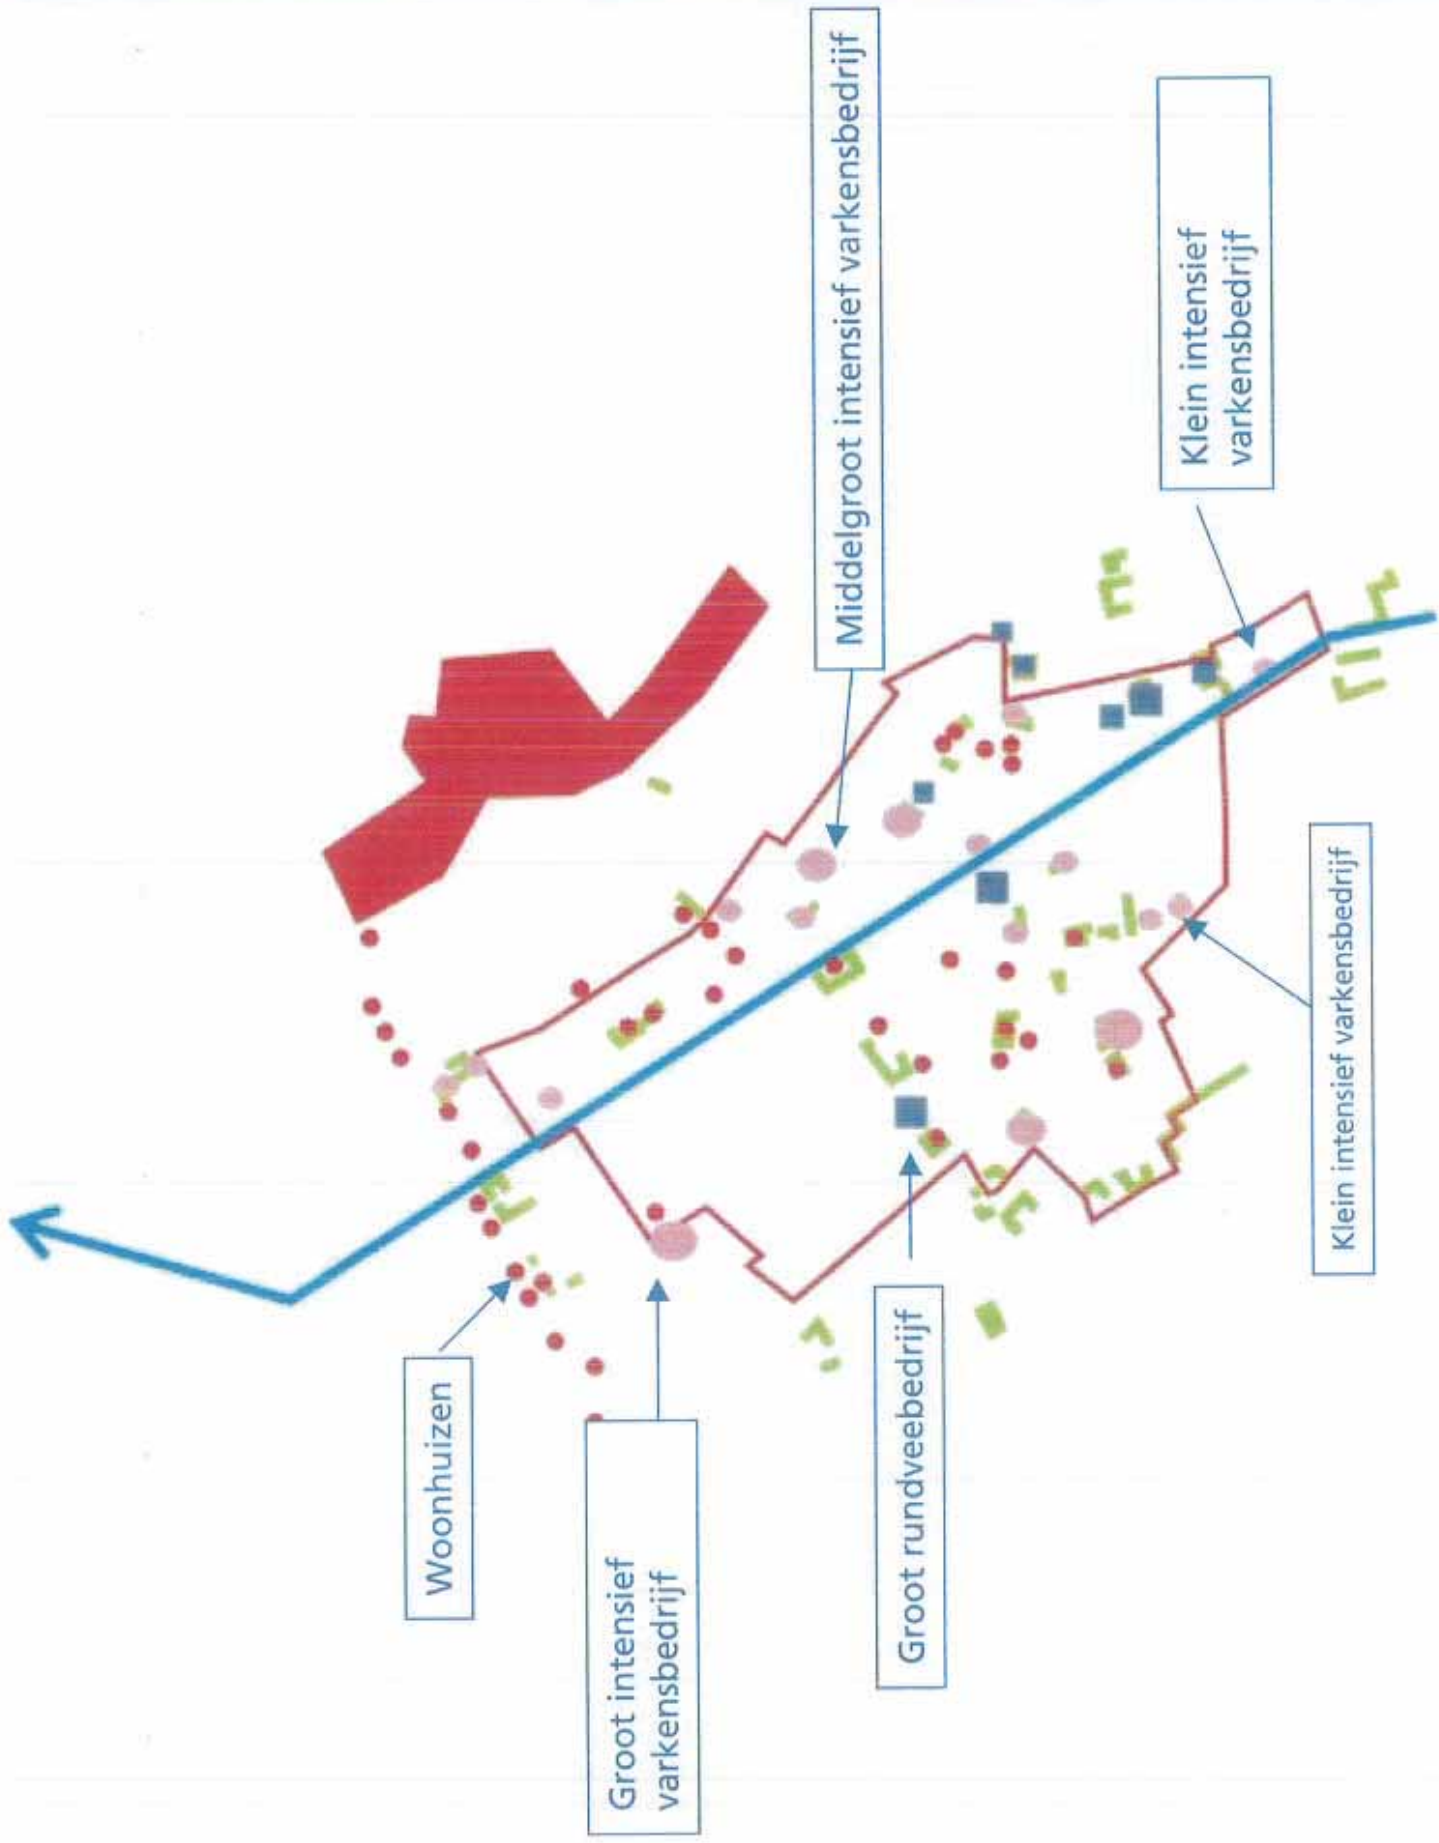 Woonhuizen
Groot intensief
varkensbedrijf
Groot rundveebedrijf
Middelgroot intensief varkensbedrijf
Klein intensief
varkensbedrijf
Klein intensief varkensbedrijf